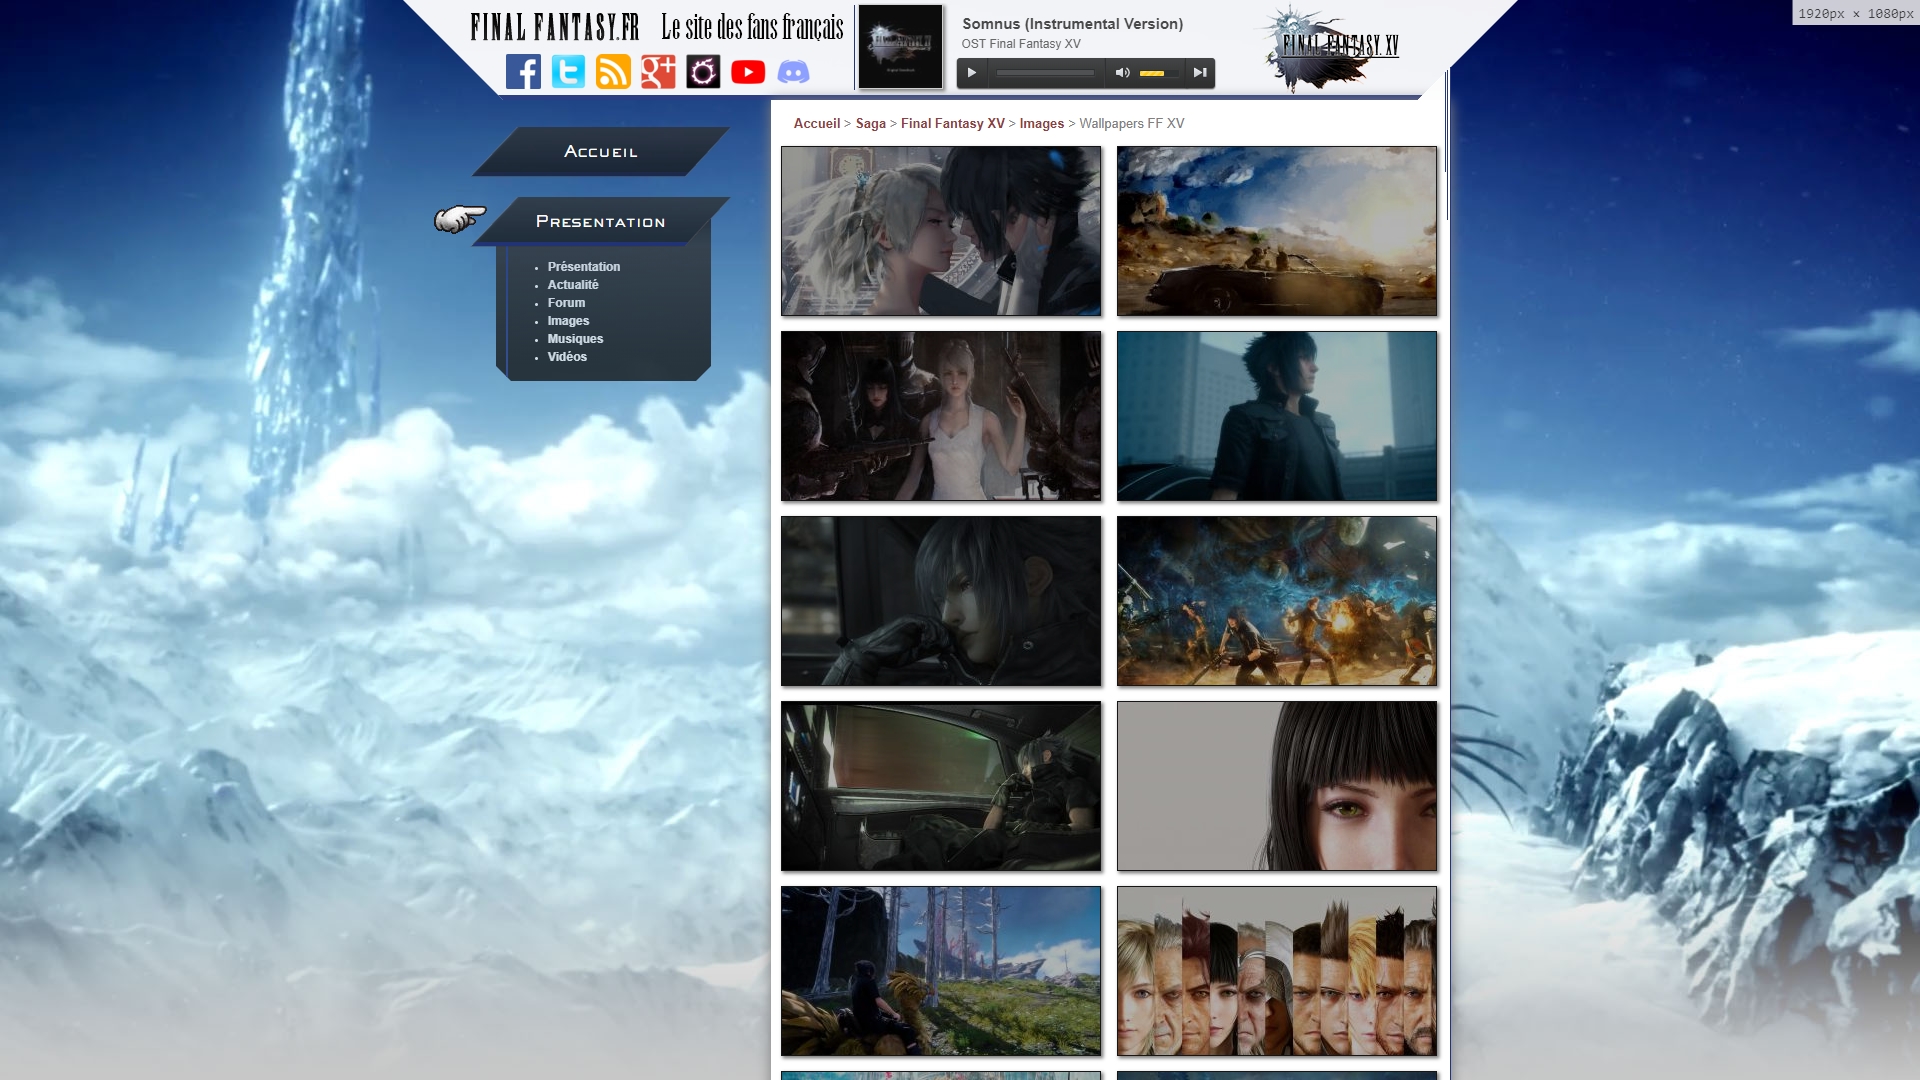 FINAL FANTASY.FR Le site des fans français
Somnus (Instrumental Version)
OST Final Fantasy XV
FINAL FANTASY XV
1920px × 1080px
Accueil > Saga > Final Fantasy XV > Images > Wallpapers FF XV
Accueil
Presentation
Présentation
Actualité
Forum
Images
Musiques
Vidéos